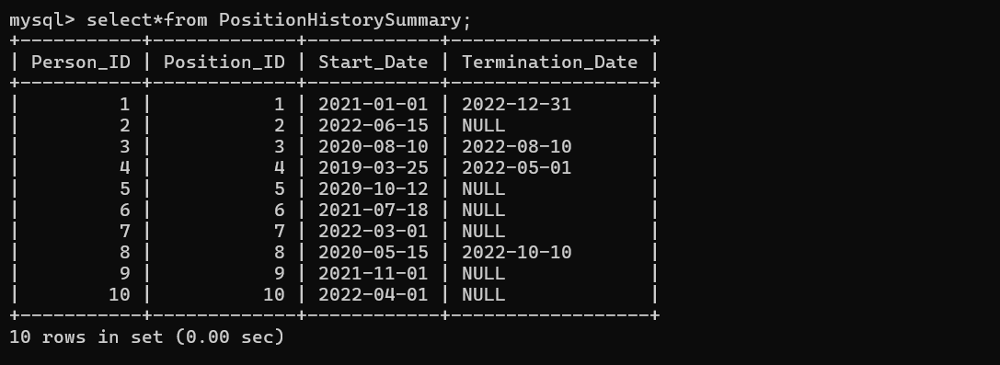 mysql> select*from PositionHistorySummary;
+-----------+-------------+------------+------------------+
| Person_ID | Position_ID | Start_Date | Termination_Date |
+-----------+-------------+------------+------------------+
|         1 |           1 | 2021-01-01 | 2022-12-31       |
|         2 |           2 | 2022-06-15 | NULL             |
|         3 |           3 | 2020-08-10 | 2022-08-10       |
|         4 |           4 | 2019-03-25 | 2022-05-01       |
|         5 |           5 | 2020-10-12 | NULL             |
|         6 |           6 | 2021-07-18 | NULL             |
|         7 |           7 | 2022-03-01 | NULL             |
|         8 |           8 | 2020-05-15 | 2022-10-10       |
|         9 |           9 | 2021-11-01 | NULL             |
|        10 |          10 | 2022-04-01 | NULL             |
+-----------+-------------+------------+------------------+
10 rows in set (0.00 sec)